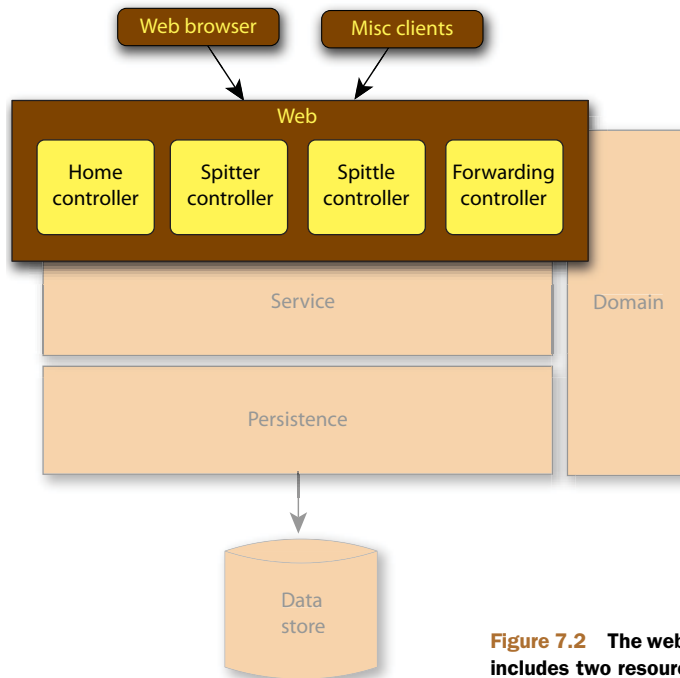 Web browser
Misc clients
Web
Home
controller
Spitter
controller
Spittle
controller
Forwarding
controller
Service
Domain
Persistence
Data
store
Figure 7.2 The web
includes two